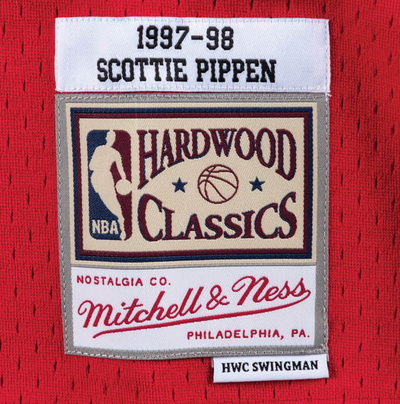 1997-98
SCOTTIE PIPPEN
HARDWOOD
NBA
CLASSICS
NOSTALGIA CO.
Mitchell & Ness
PHILADELPHIA, PA.
HWC SWINGMAN